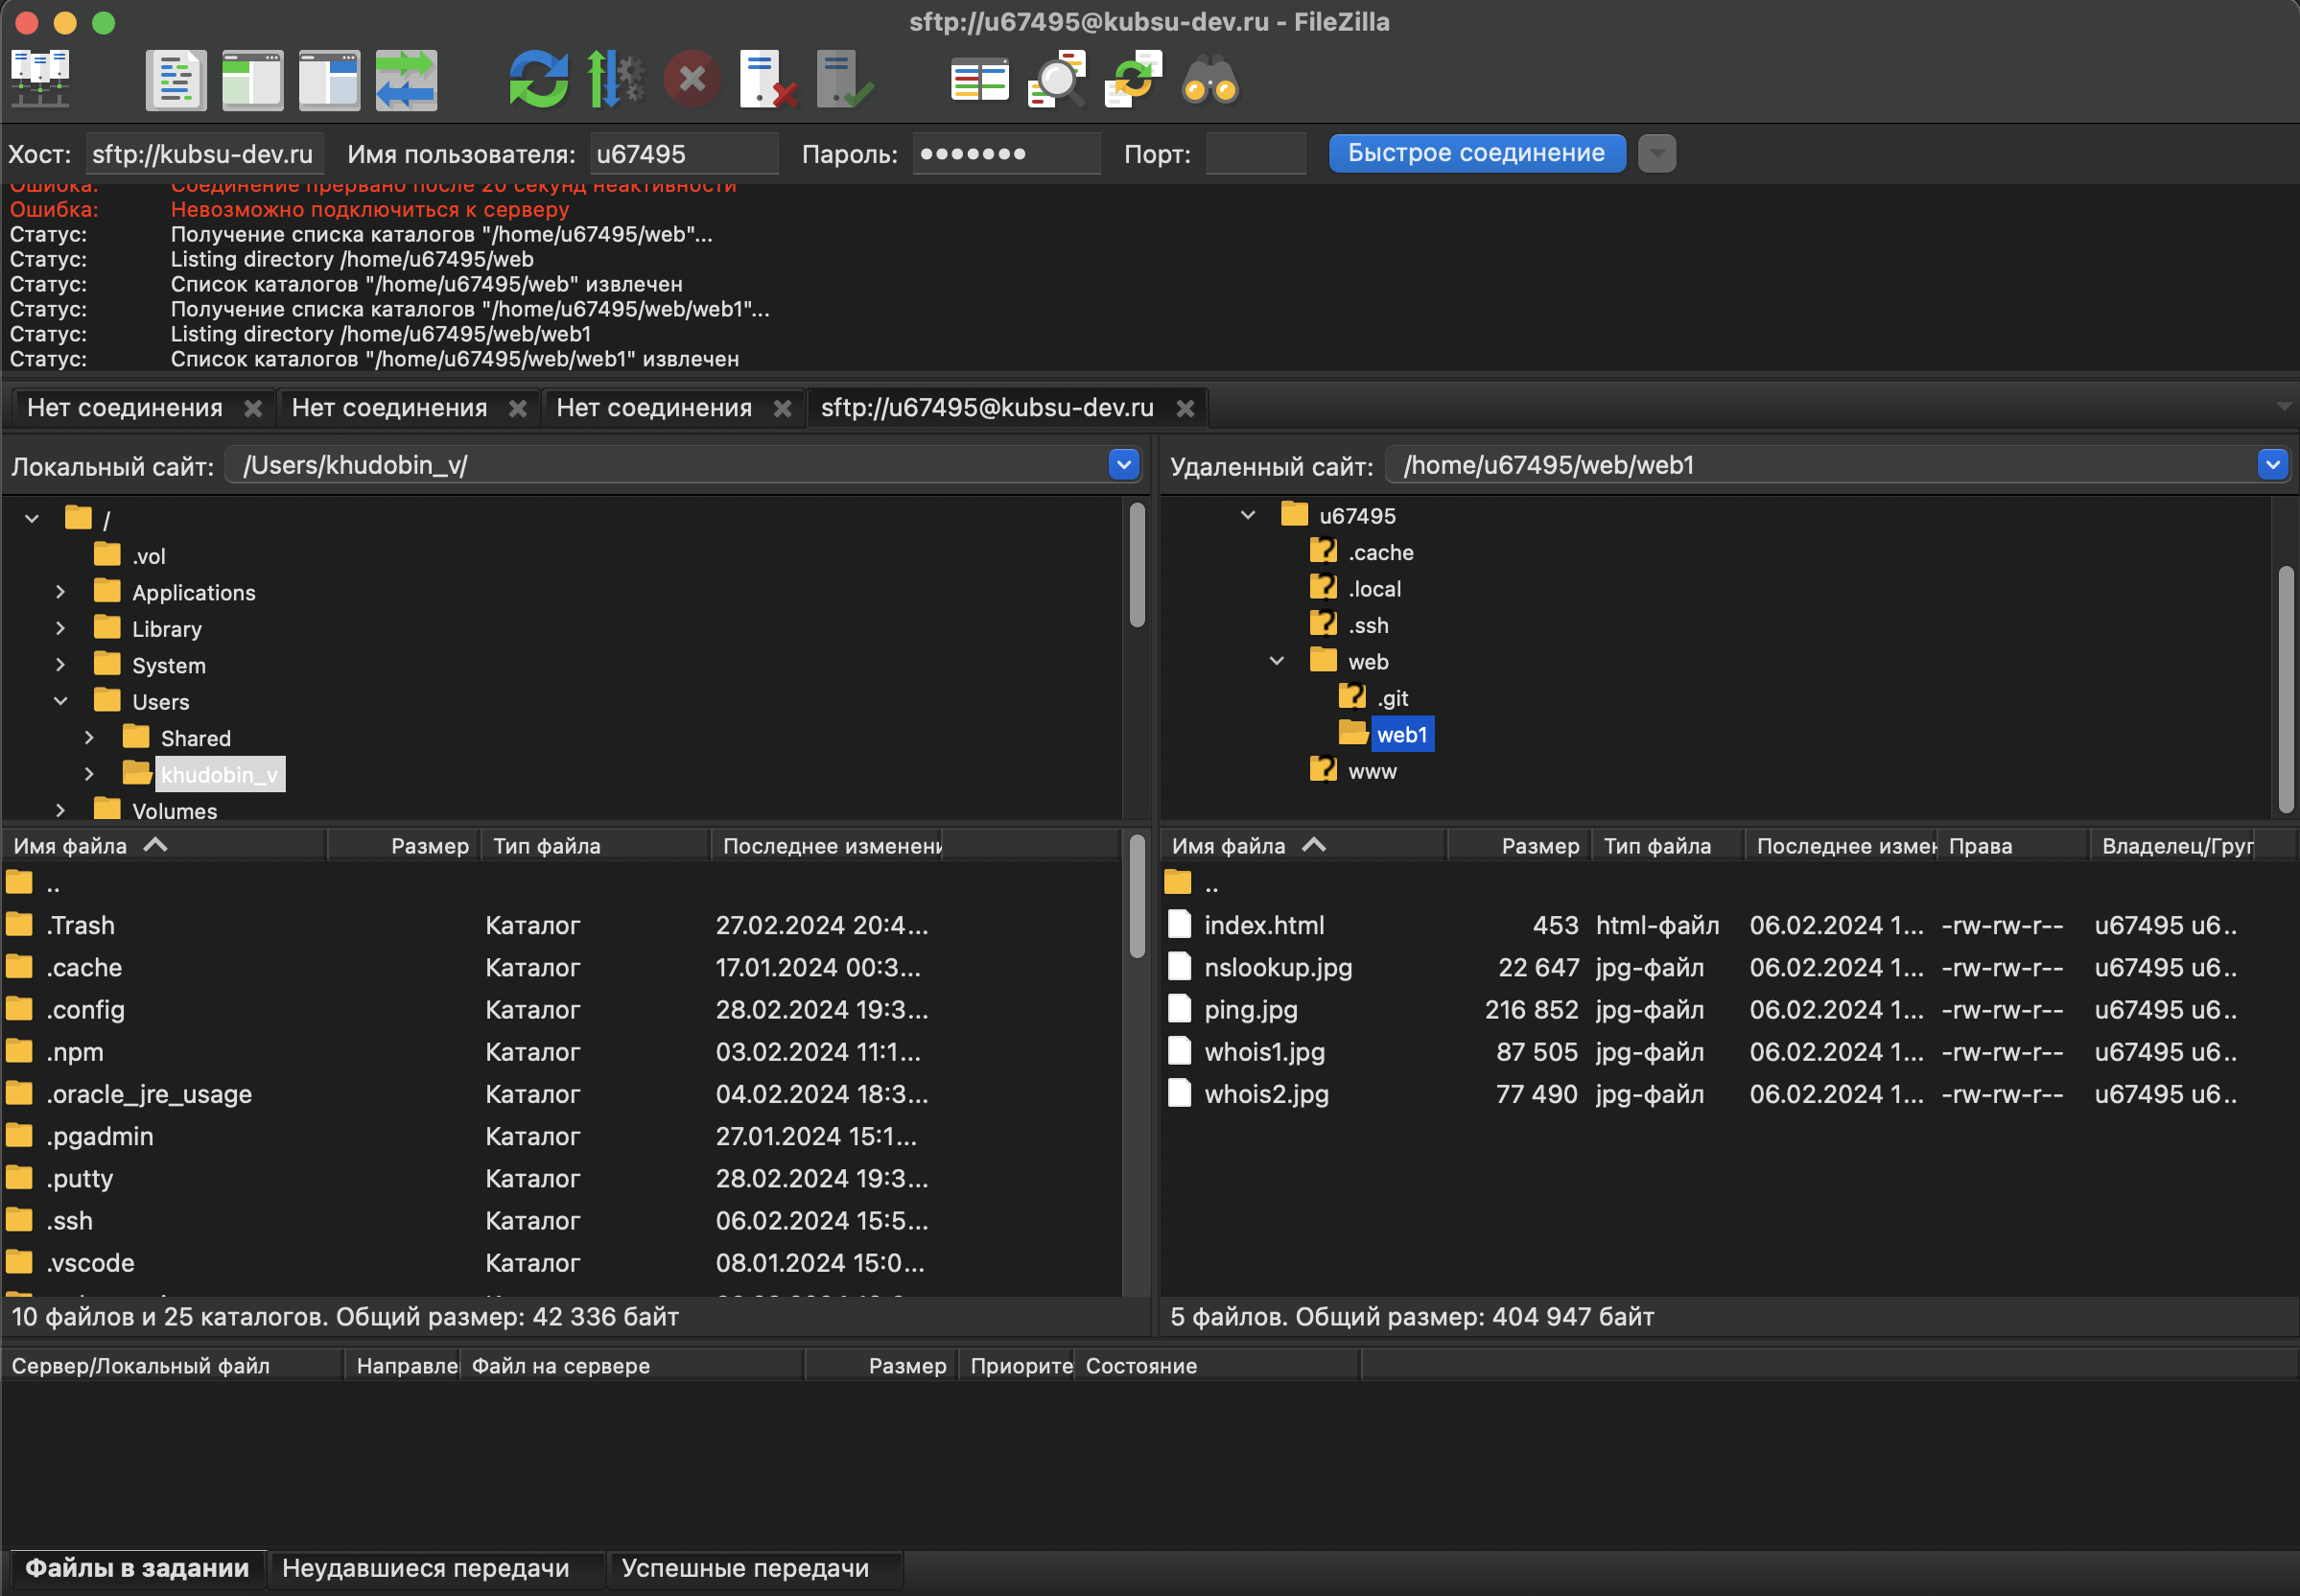 sftp://u67495@kubsu-dev.ru - FileZilla
Хост: sftp://kubsu-dev.ru Имя пользователя: u67495 Пароль: ●●●●●●● Порт: Быстрое соединение
Ошибка: Соединение прервано после 20 секунд неактивности
Ошибка: Невозможно подключиться к серверу
Статус: Получение списка каталогов "/home/u67495/web"...
Статус: Listing directory /home/u67495/web
Статус: Список каталогов "/home/u67495/web" извлечен
Статус: Получение списка каталогов "/home/u67495/web/web1"...
Статус: Listing directory /home/u67495/web/web1
Статус: Список каталогов "/home/u67495/web/web1" извлечен
Нет соединения Нет соединения Нет соединения sftp://u67495@kubsu-dev.ru
Локальный сайт: /Users/khudobin_v/
/
.vol
Applications
Library
System
Users
Shared
khudobin_v
Volumes
Имя файла Размер Тип файла Последнее изменени
..
.Trash Каталог 27.02.2024 20:4...
.cache Каталог 17.01.2024 00:3...
.config Каталог 28.02.2024 19:3...
.npm Каталог 03.02.2024 11:1...
.oracle_jre_usage Каталог 04.02.2024 18:3...
.pgadmin Каталог 27.01.2024 15:1...
.putty Каталог 28.02.2024 19:3...
.ssh Каталог 06.02.2024 15:5...
.vscode Каталог 08.01.2024 15:0...
10 файлов и 25 каталогов. Общий размер: 42 336 байт
Удаленный сайт: /home/u67495/web/web1
u67495
.cache
.local
.ssh
web
.git
web1
www
Имя файла Размер Тип файла Последнее измен Права Владелец/Груп
..
index.html 453 html-файл 06.02.2024 1... -rw-rw-r-- u67495 u6..
nslookup.jpg 22 647 jpg-файл 06.02.2024 1... -rw-rw-r-- u67495 u6..
ping.jpg 216 852 jpg-файл 06.02.2024 1... -rw-rw-r-- u67495 u6..
whois1.jpg 87 505 jpg-файл 06.02.2024 1... -rw-rw-r-- u67495 u6..
whois2.jpg 77 490 jpg-файл 06.02.2024 1... -rw-rw-r-- u67495 u6..
5 файлов. Общий размер: 404 947 байт
Сервер/Локальный файл Направле Файл на сервере Размер Приорите Состояние
Файлы в задании Неудавшиеся передачи Успешные передачи